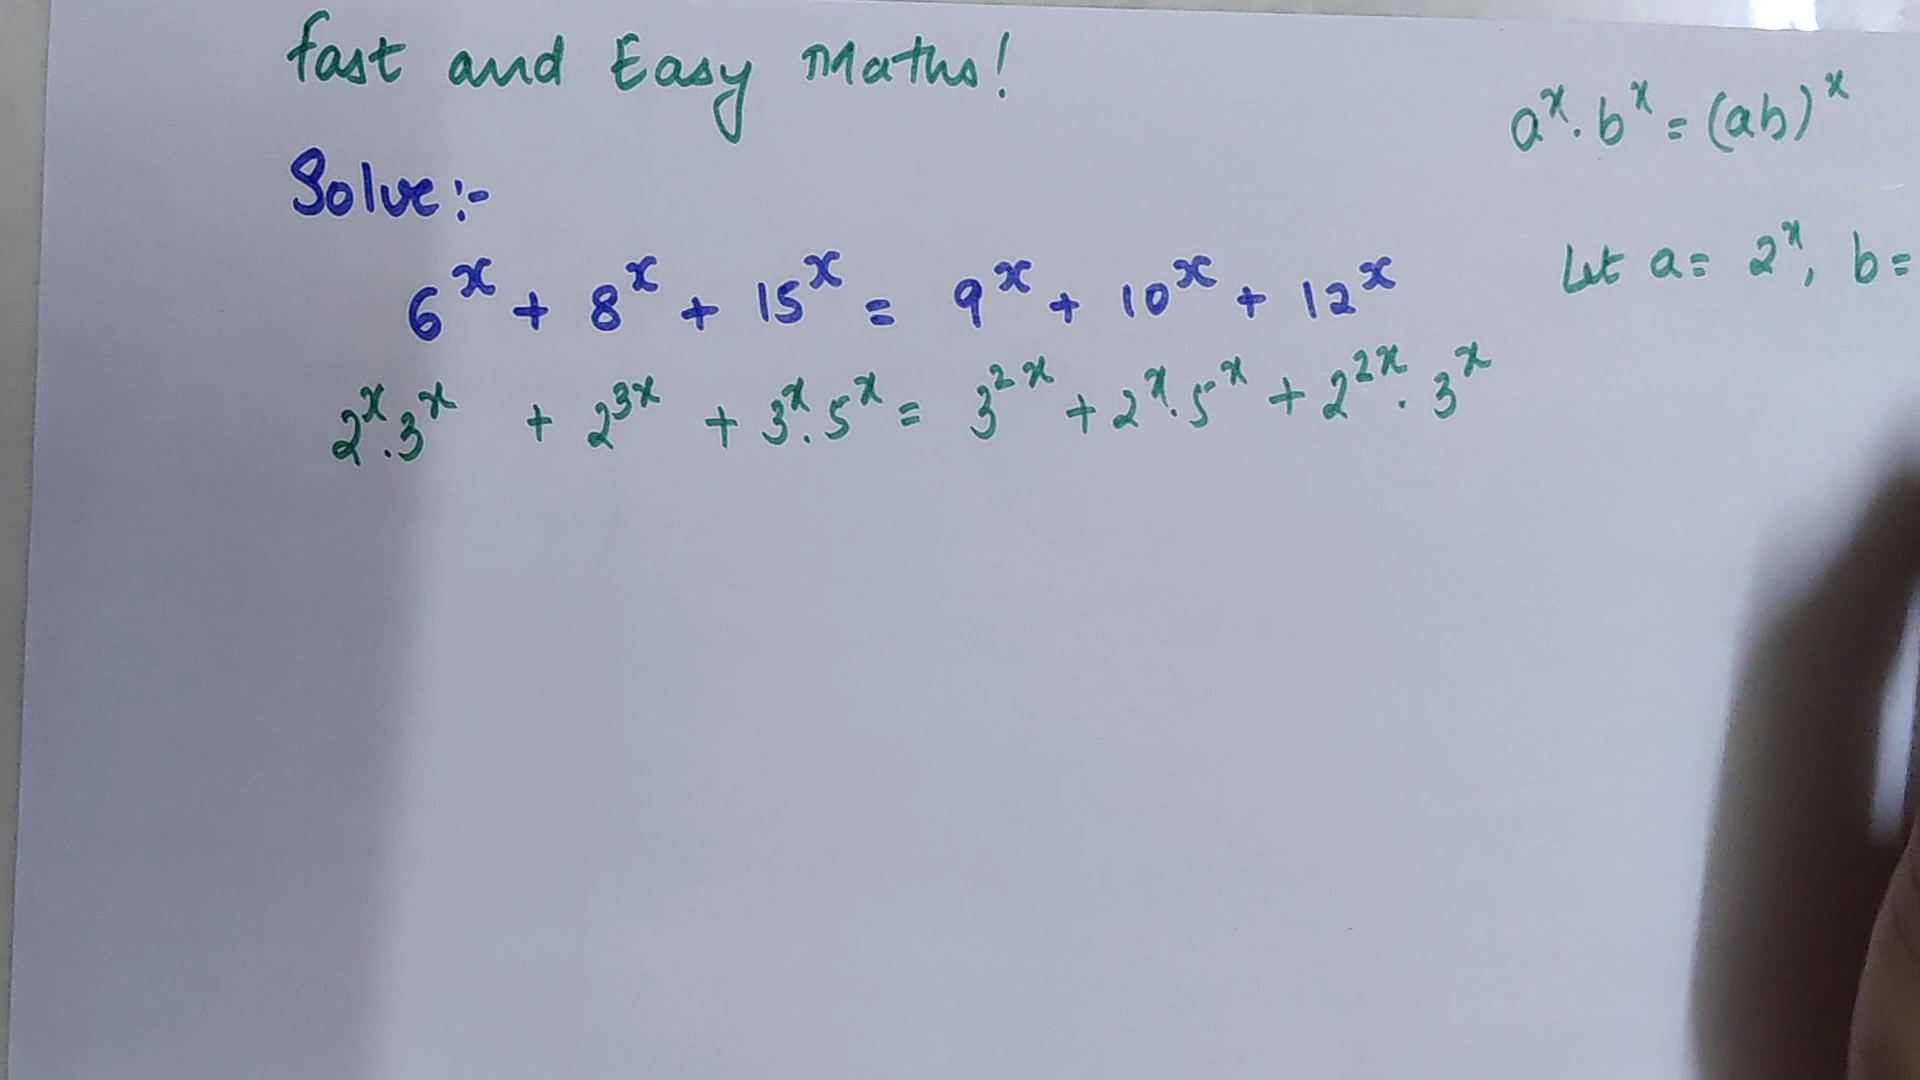 fast and Easy Maths!
a^x . b^x = (ab)^x
Solve :-
Let a = 2^x, b =
6^x + 8^x + 15^x = 9^x + 10^x + 12^x
2^x . 3^x + 2^3x + 3^x . 5^x = 3^2x + 2^x . 5^x + 2^2x . 3^x